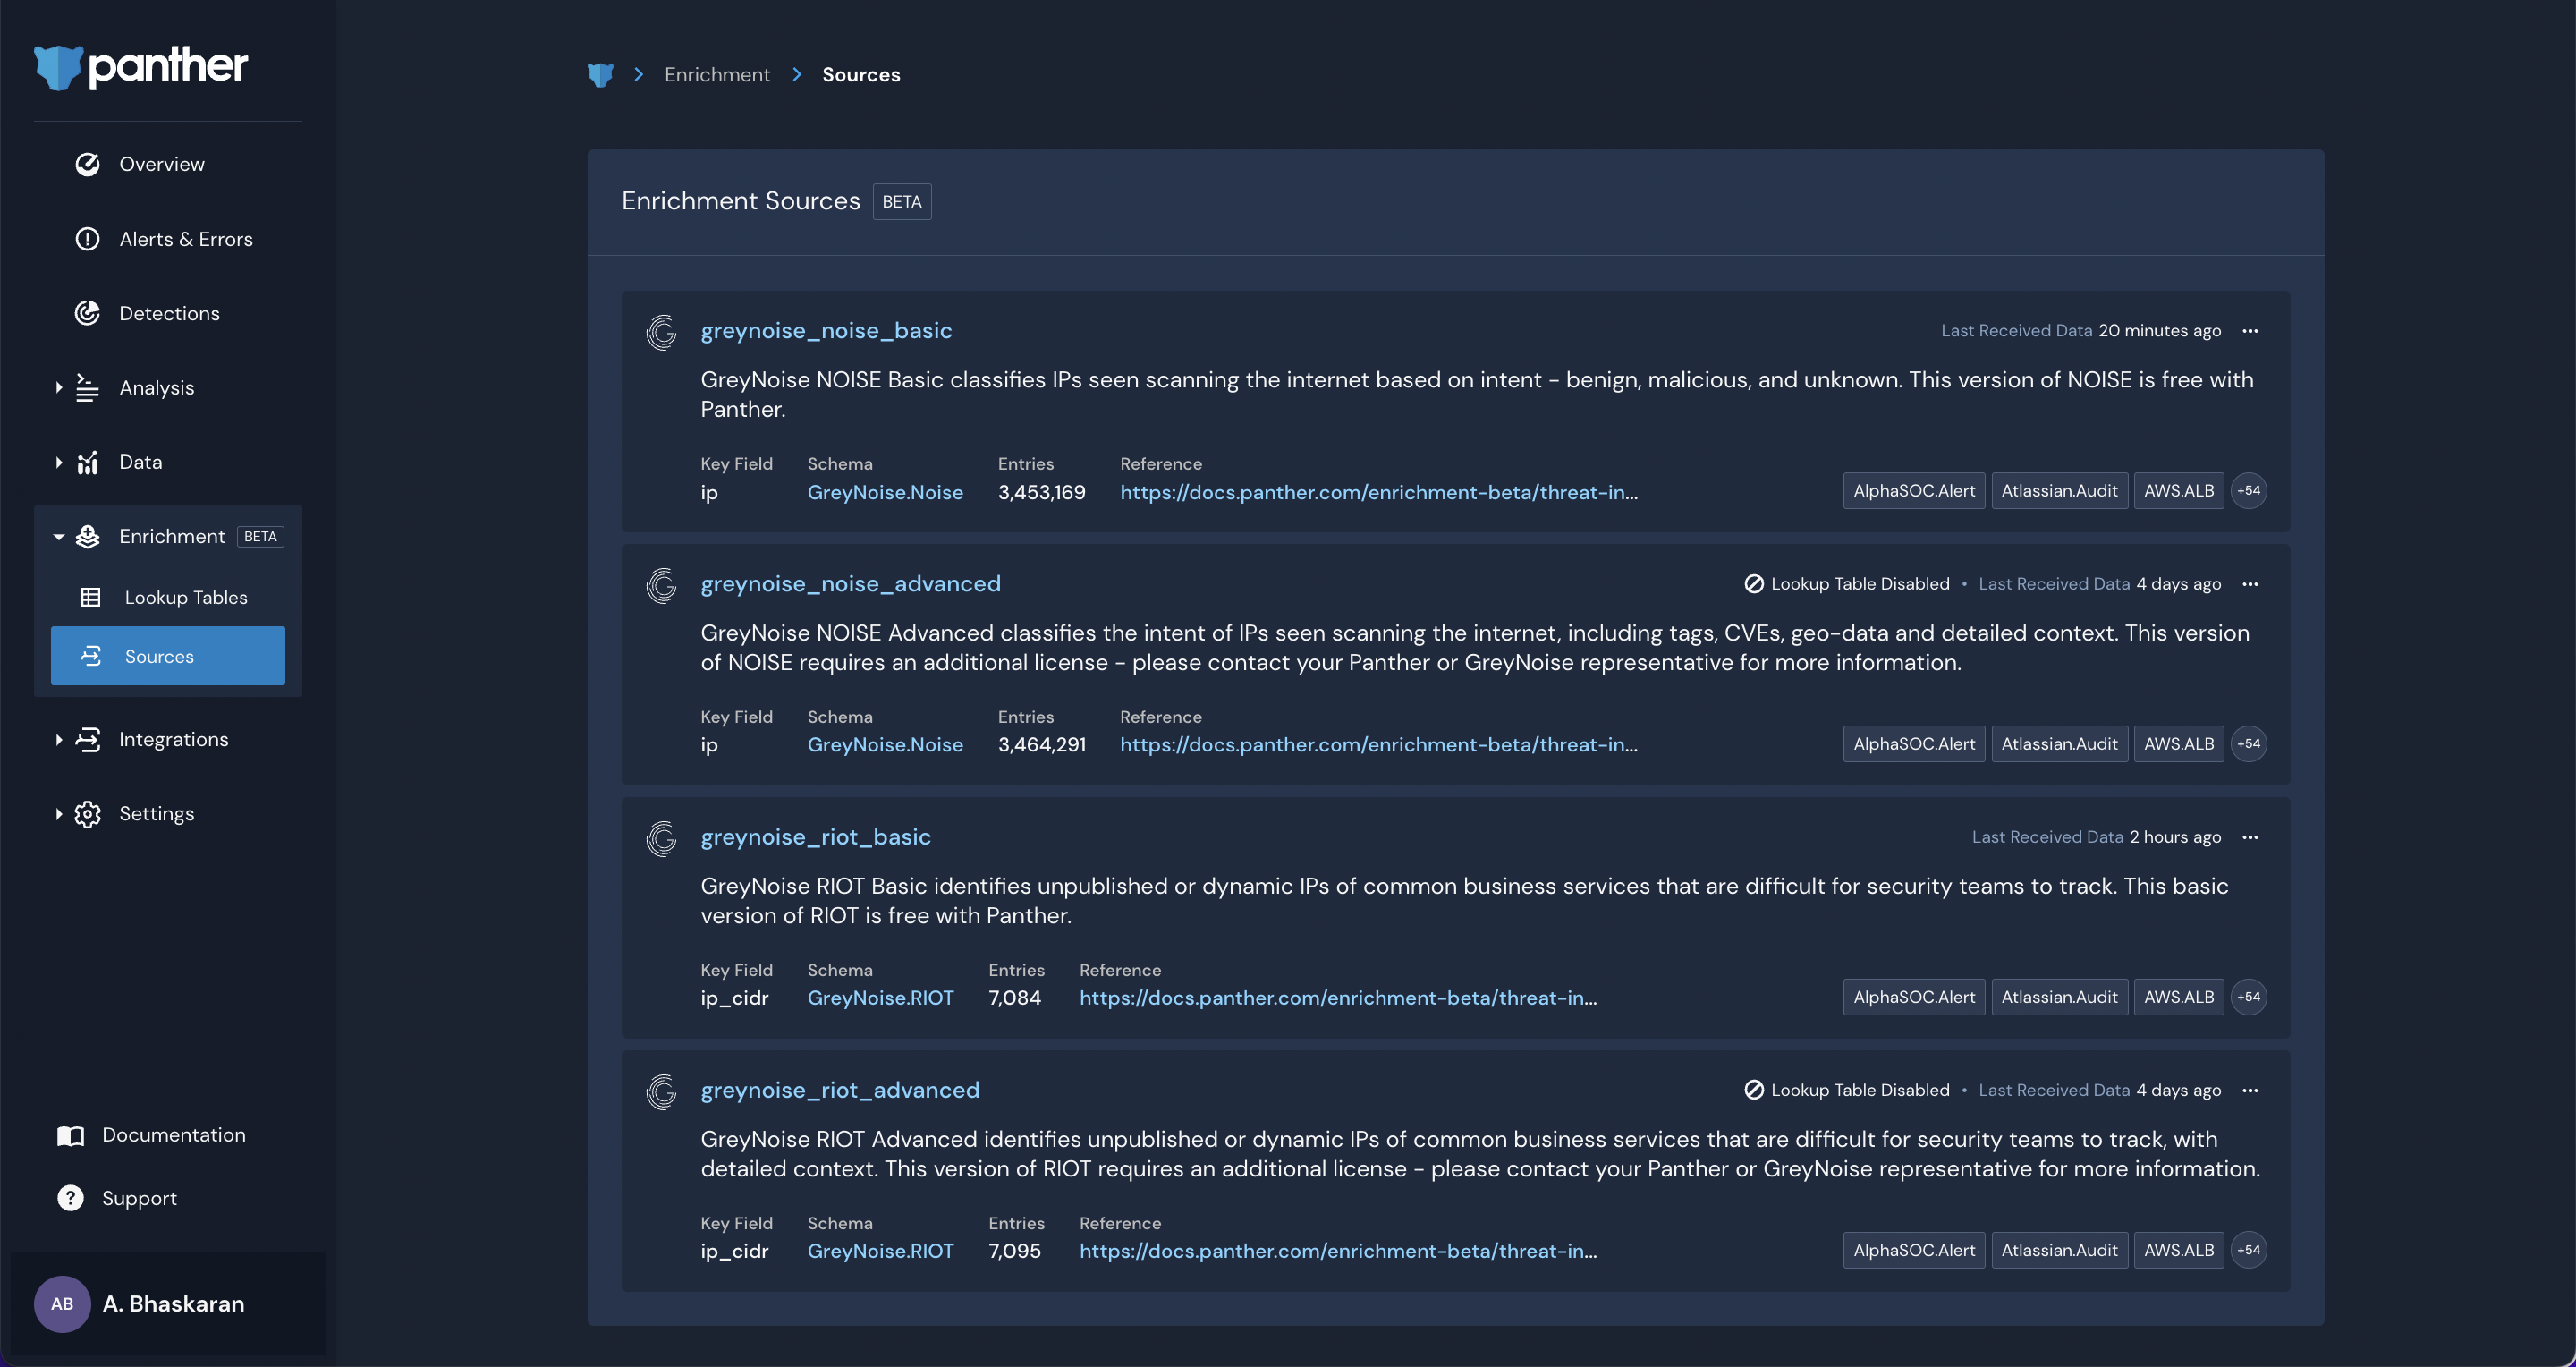 panther
Overview
Alerts & Errors
Detections
Analysis
Data
Enrichment BETA
Lookup Tables
Sources
Integrations
Settings
Documentation
Support
AB A. Bhaskaran
Enrichment Sources
Enrichment Sources BETA
greynoise_noise_basic Last Received Data 20 minutes ago
GreyNoise NOISE Basic classifies IPs seen scanning the internet based on intent - benign, malicious, and unknown. This version of NOISE is free with
Panther.
Key Field Schema Entries Reference
ip GreyNoise.Noise 3,453,169 https://docs.panther.com/enrichment-beta/threat-in... AlphaSOC.Alert Atlassian.Audit AWS.ALB +54
greynoise_noise_advanced Lookup Table Disabled • Last Received Data 4 days ago
GreyNoise NOISE Advanced classifies the intent of IPs seen scanning the internet, including tags, CVEs, geo-data and detailed context. This version
of NOISE requires an additional license - please contact your Panther or GreyNoise representative for more information.
Key Field Schema Entries Reference
ip GreyNoise.Noise 3,464,291 https://docs.panther.com/enrichment-beta/threat-in... AlphaSOC.Alert Atlassian.Audit AWS.ALB +54
greynoise_riot_basic Last Received Data 2 hours ago
GreyNoise RIOT Basic identifies unpublished or dynamic IPs of common business services that are difficult for security teams to track. This basic
version of RIOT is free with Panther.
Key Field Schema Entries Reference
ip_cidr GreyNoise.RIOT 7,084 https://docs.panther.com/enrichment-beta/threat-in... AlphaSOC.Alert Atlassian.Audit AWS.ALB +54
greynoise_riot_advanced Lookup Table Disabled • Last Received Data 4 days ago
GreyNoise RIOT Advanced identifies unpublished or dynamic IPs of common business services that are difficult for security teams to track, with
detailed context. This version of RIOT requires an additional license - please contact your Panther or GreyNoise representative for more information.
Key Field Schema Entries Reference
ip_cidr GreyNoise.RIOT 7,095 https://docs.panther.com/enrichment-beta/threat-in... AlphaSOC.Alert Atlassian.Audit AWS.ALB +54